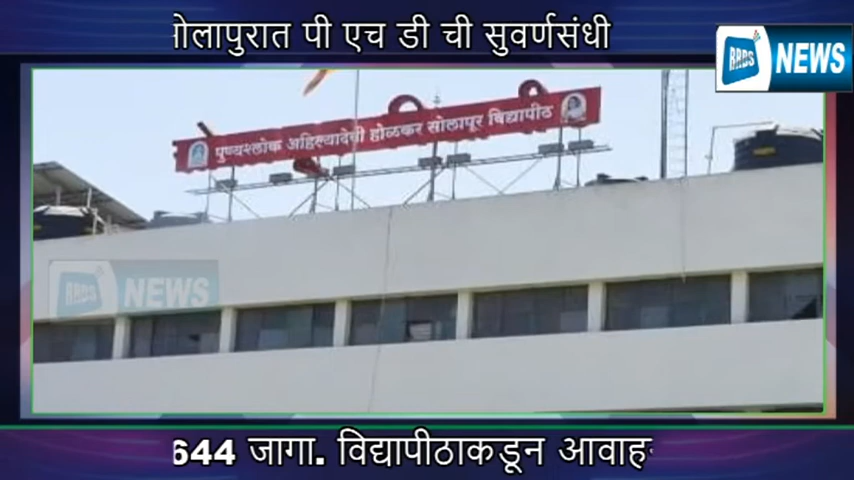 ोलापुरात पी एच डी ची सुवर्णसंधी
RRDS NEWS
पुण्यश्लोक अहिल्यादेवी होळकर सोलापूर विद्यापीठ
RRDS NEWS
644 जागा. विद्यापीठाकडून आवाह